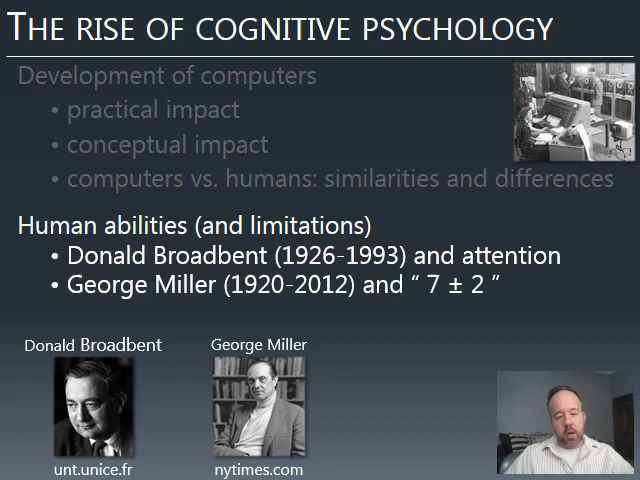 THE RISE OF COGNITIVE PSYCHOLOGY
Development of computers
• practical impact
• conceptual impact
• computers vs. humans: similarities and differences
Human abilities (and limitations)
• Donald Broadbent (1926-1993) and attention
• George Miller (1920-2012) and “ 7 ± 2 ”
Donald Broadbent
George Miller
unt.unice.fr
nytimes.com